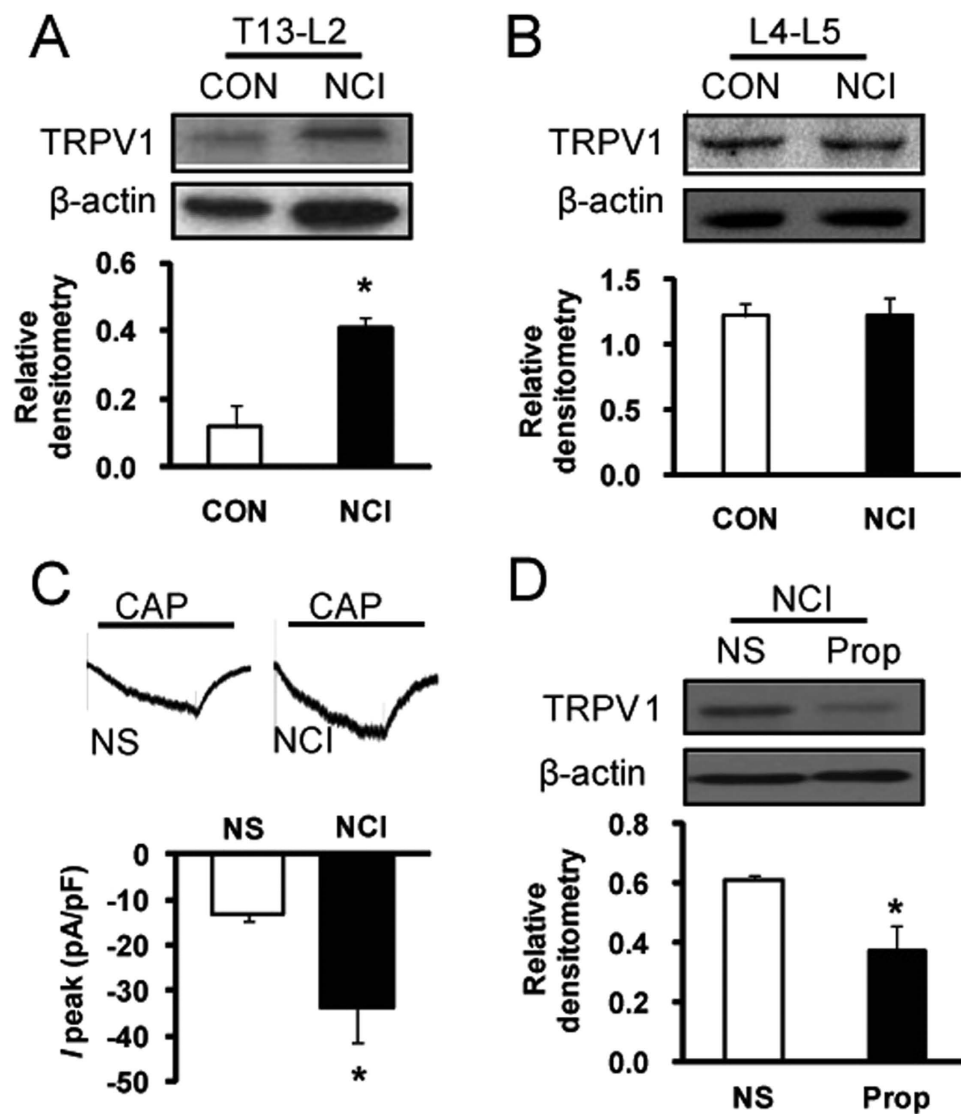 A
T13-L2
CON NCI
TRPV1
β-actin
Relative
densitometry
0.6
0.4
0.2
0.0
*
CON NCI
B
L4-L5
CON NCI
TRPV1
β-actin
Relative
densitometry
1.5
1.0
0.5
0.0
CON NCI
C
CAP CAP
NS NCI
NS NCI
I peak (pA/pF)
0
-10
-20
-30
-40
-50
*
D
NCI
NS Prop
TRPV1
β-actin
Relative
densitometry
0.8
0.6
0.4
0.2
0.0
*
NS Prop